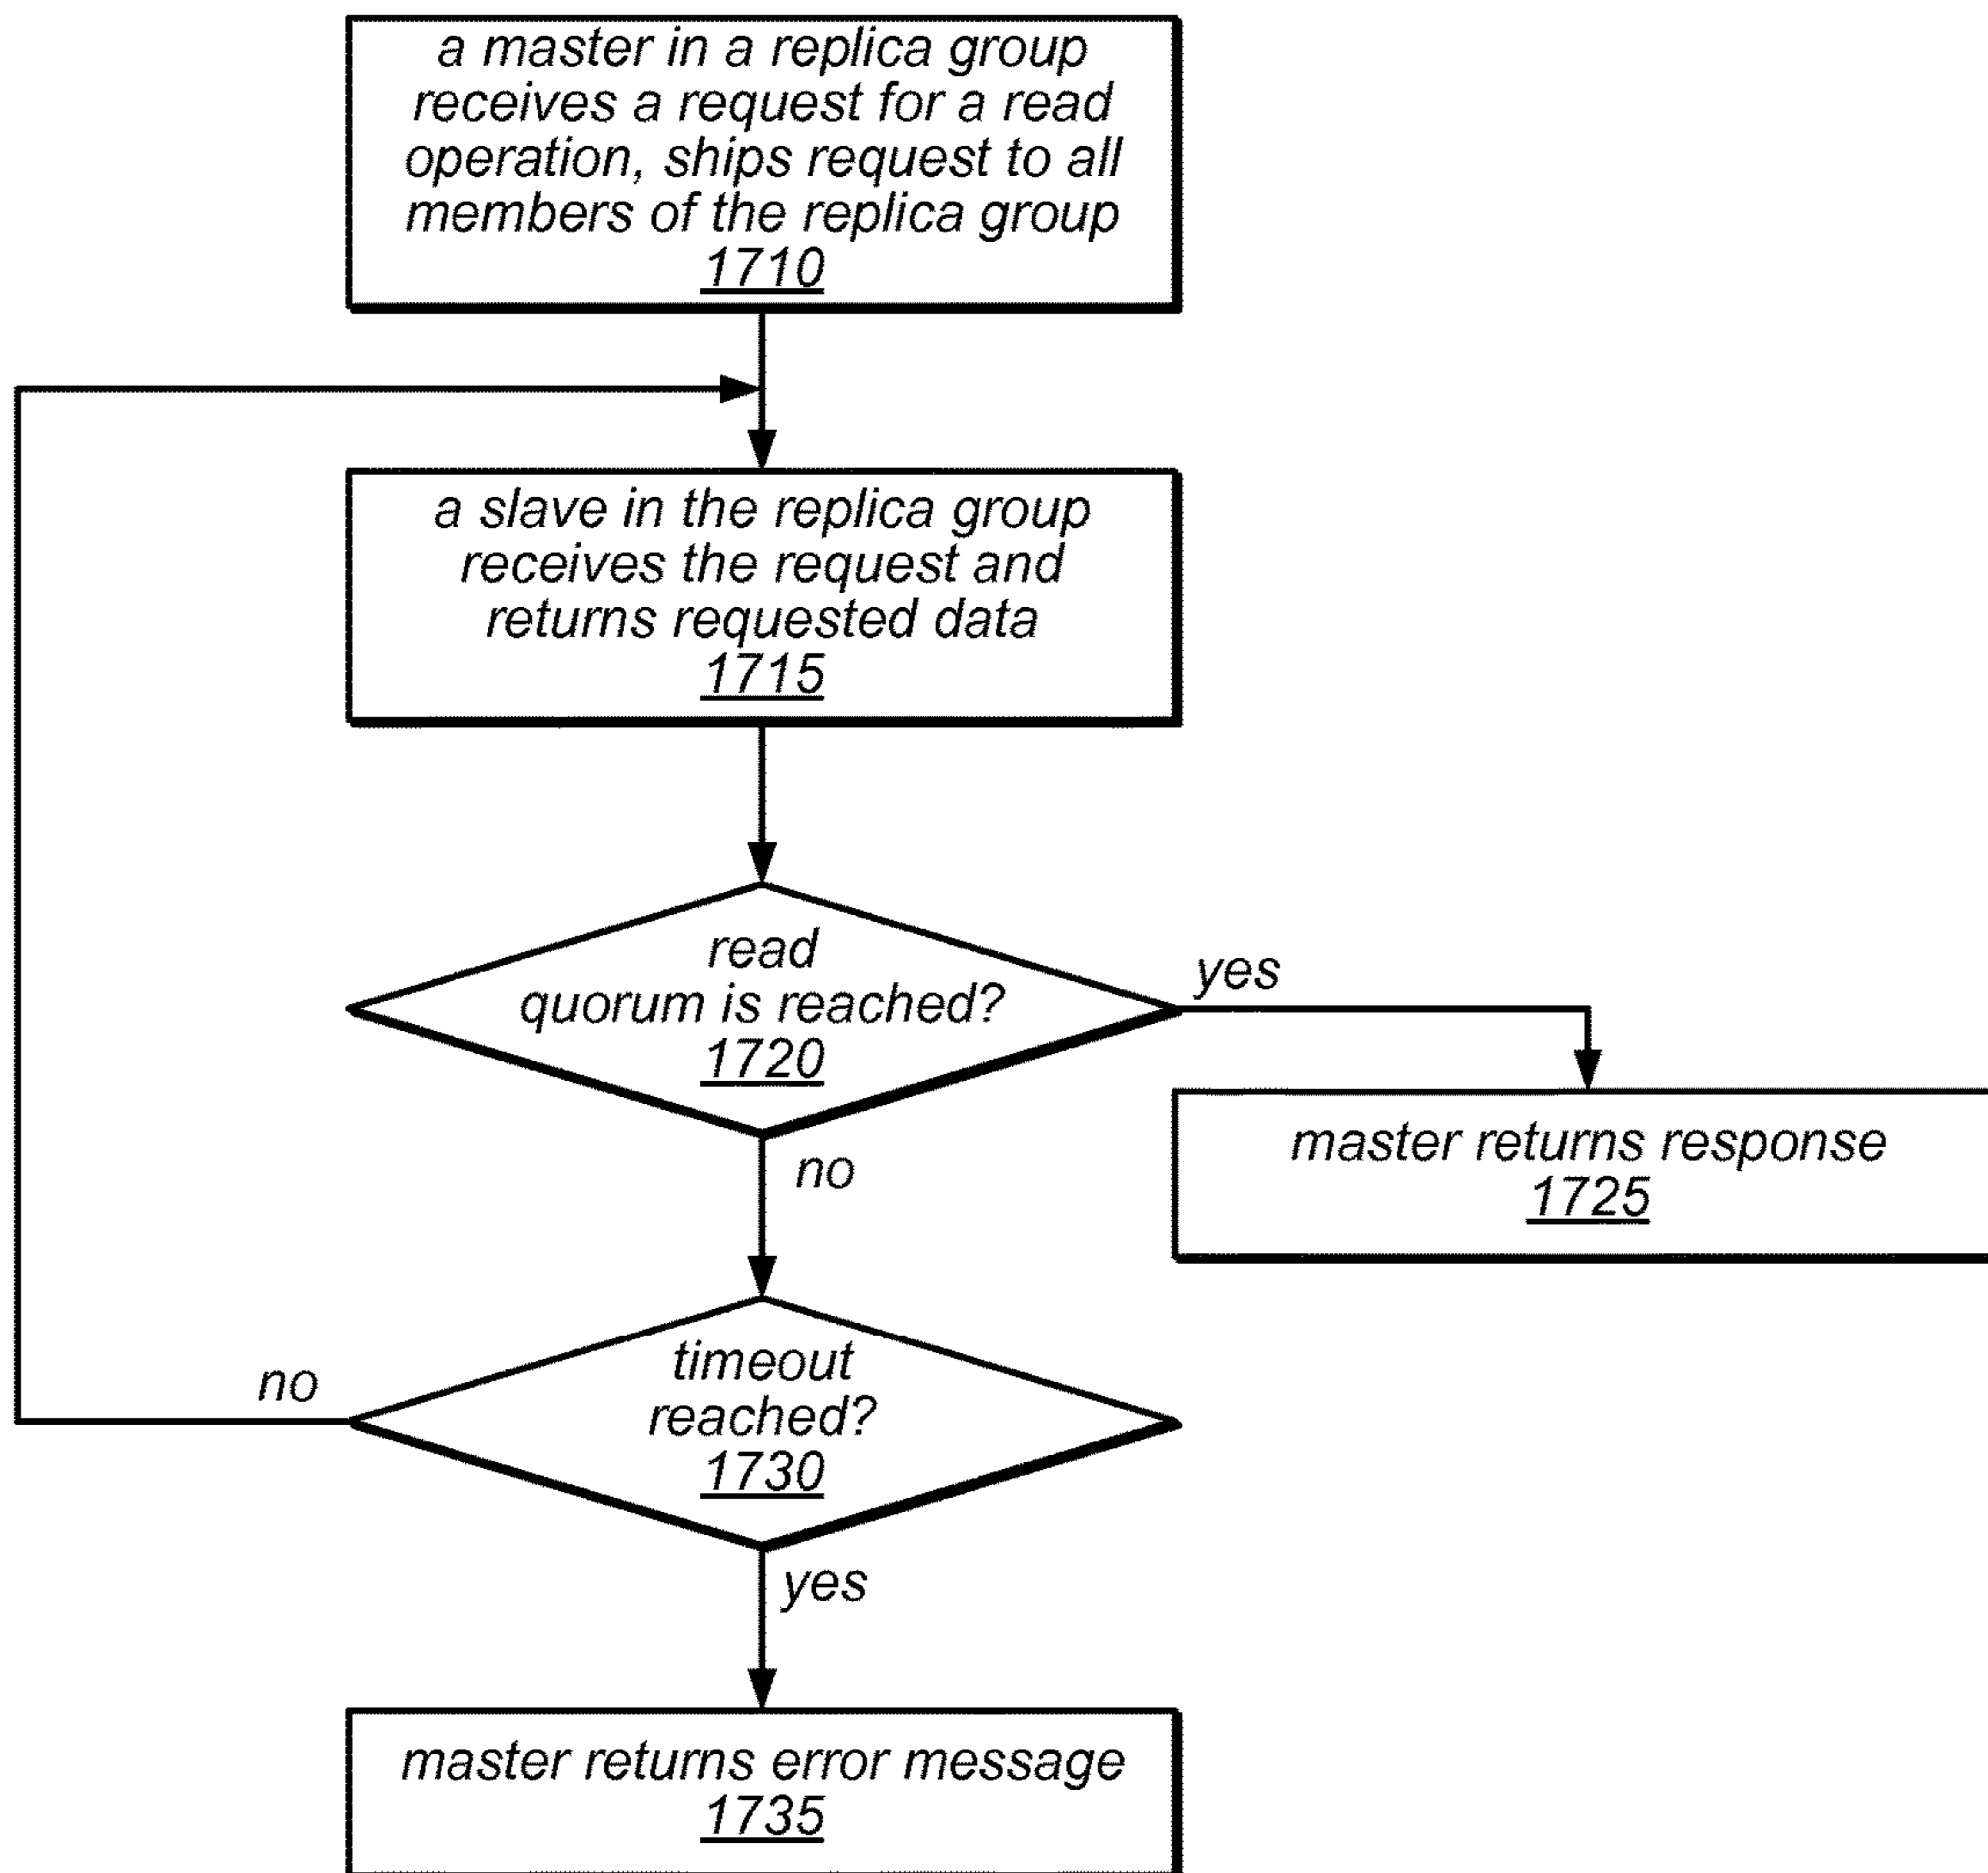 a master in a replica group
receives a request for a read
operation, ships request to all
members of the replica group
1710
a slave in the replica group
receives the request and
returns requested data
1715
read
quorum is reached?
1720
yes
no
master returns response
1725
timeout
reached?
1730
no
yes
master returns error message
1735